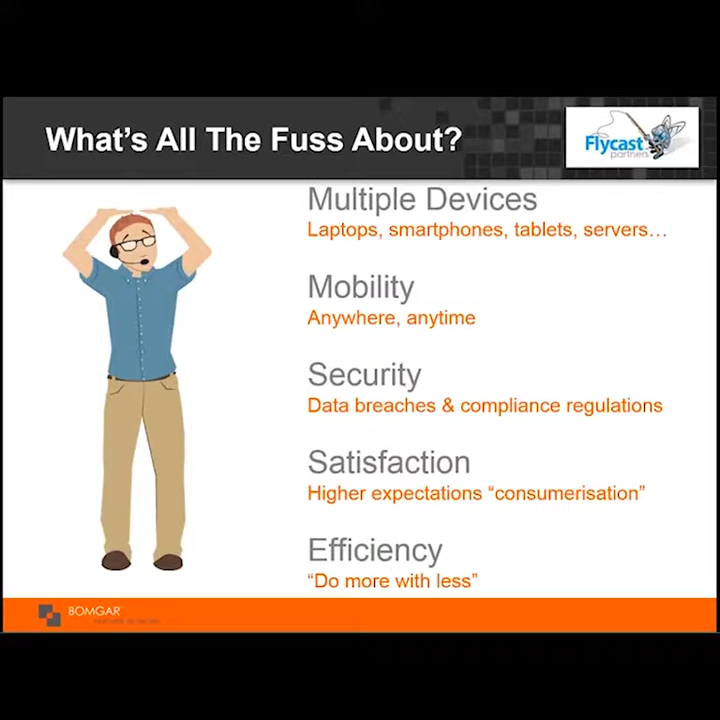 What's All The Fuss About?
Flycast
partners
Multiple Devices
Laptops, smartphones, tablets, servers…
Mobility
Anywhere, anytime
Security
Data breaches & compliance regulations
Satisfaction
Higher expectations “consumerisation”
Efficiency
“Do more with less”
BOMGAR